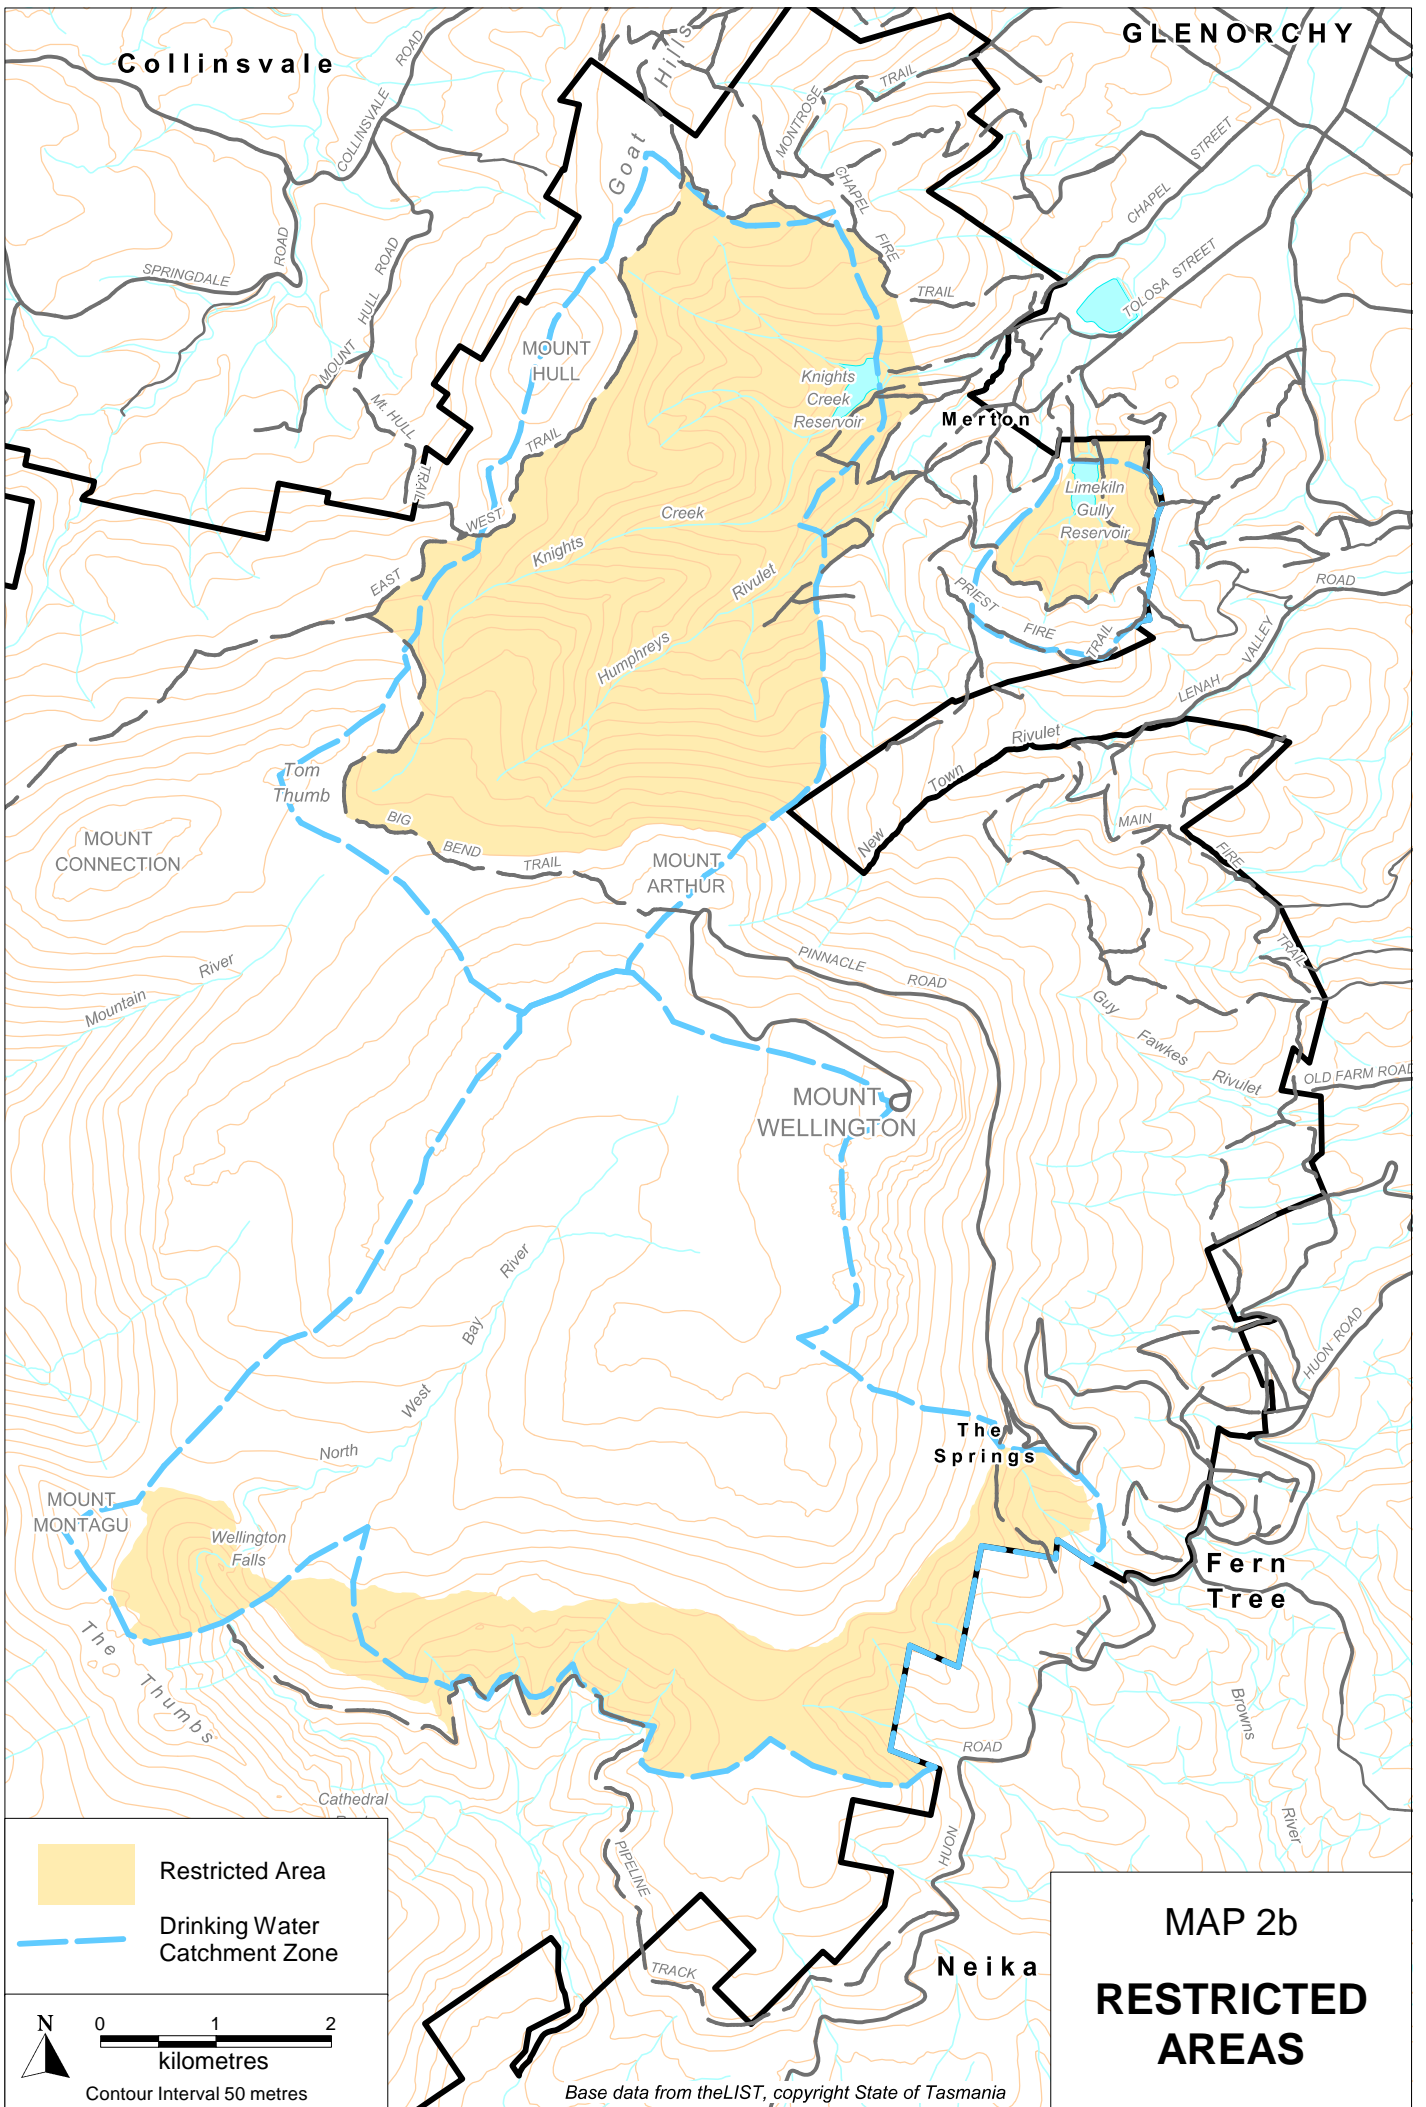 Collinsvale
GLENORCHY
ROAD
COLLINSVALE
Goat Hills
MONTROSE
TRAIL
STREET
CHAPEL
CHAPEL
FIRE
TRAIL
TOLOSA STREET
SPRINGDALE
ROAD
ROAD
HULL
MOUNT
MOUNT
HULL
Mt. HULL
TRAIL
Knights
Creek
Reservoir
Merton
TRAIL
WEST
EAST
Creek
Knights
Rivulet
Humphreys
Limekiln
Gully
Reservoir
PRIEST
FIRE
TRAIL
ROAD
VALLEY
LENAH
Rivulet
Town
New
Tom
Thumb
MOUNT
CONNECTION
BIG
BEND
TRAIL
MOUNT
ARTHUR
MAIN
FIRE
TRAIL
PINNACLE
ROAD
River
Mountain
Guy
Fawkes
Rivulet
OLD FARM ROAD
MOUNT
WELLINGTON
River
Bay
West
North
HUON ROAD
The
Springs
MOUNT
MONTAGU
Wellington
Falls
Fern
Tree
The Thumbs
Browns
River
ROAD
HUON
Cathedral
PIPELINE
TRACK
Neika
Restricted Area
Drinking Water
Catchment Zone
N
0 1 2
kilometres
Contour Interval 50 metres
Base data from theLIST, copyright State of Tasmania
MAP 2b
RESTRICTED
AREAS